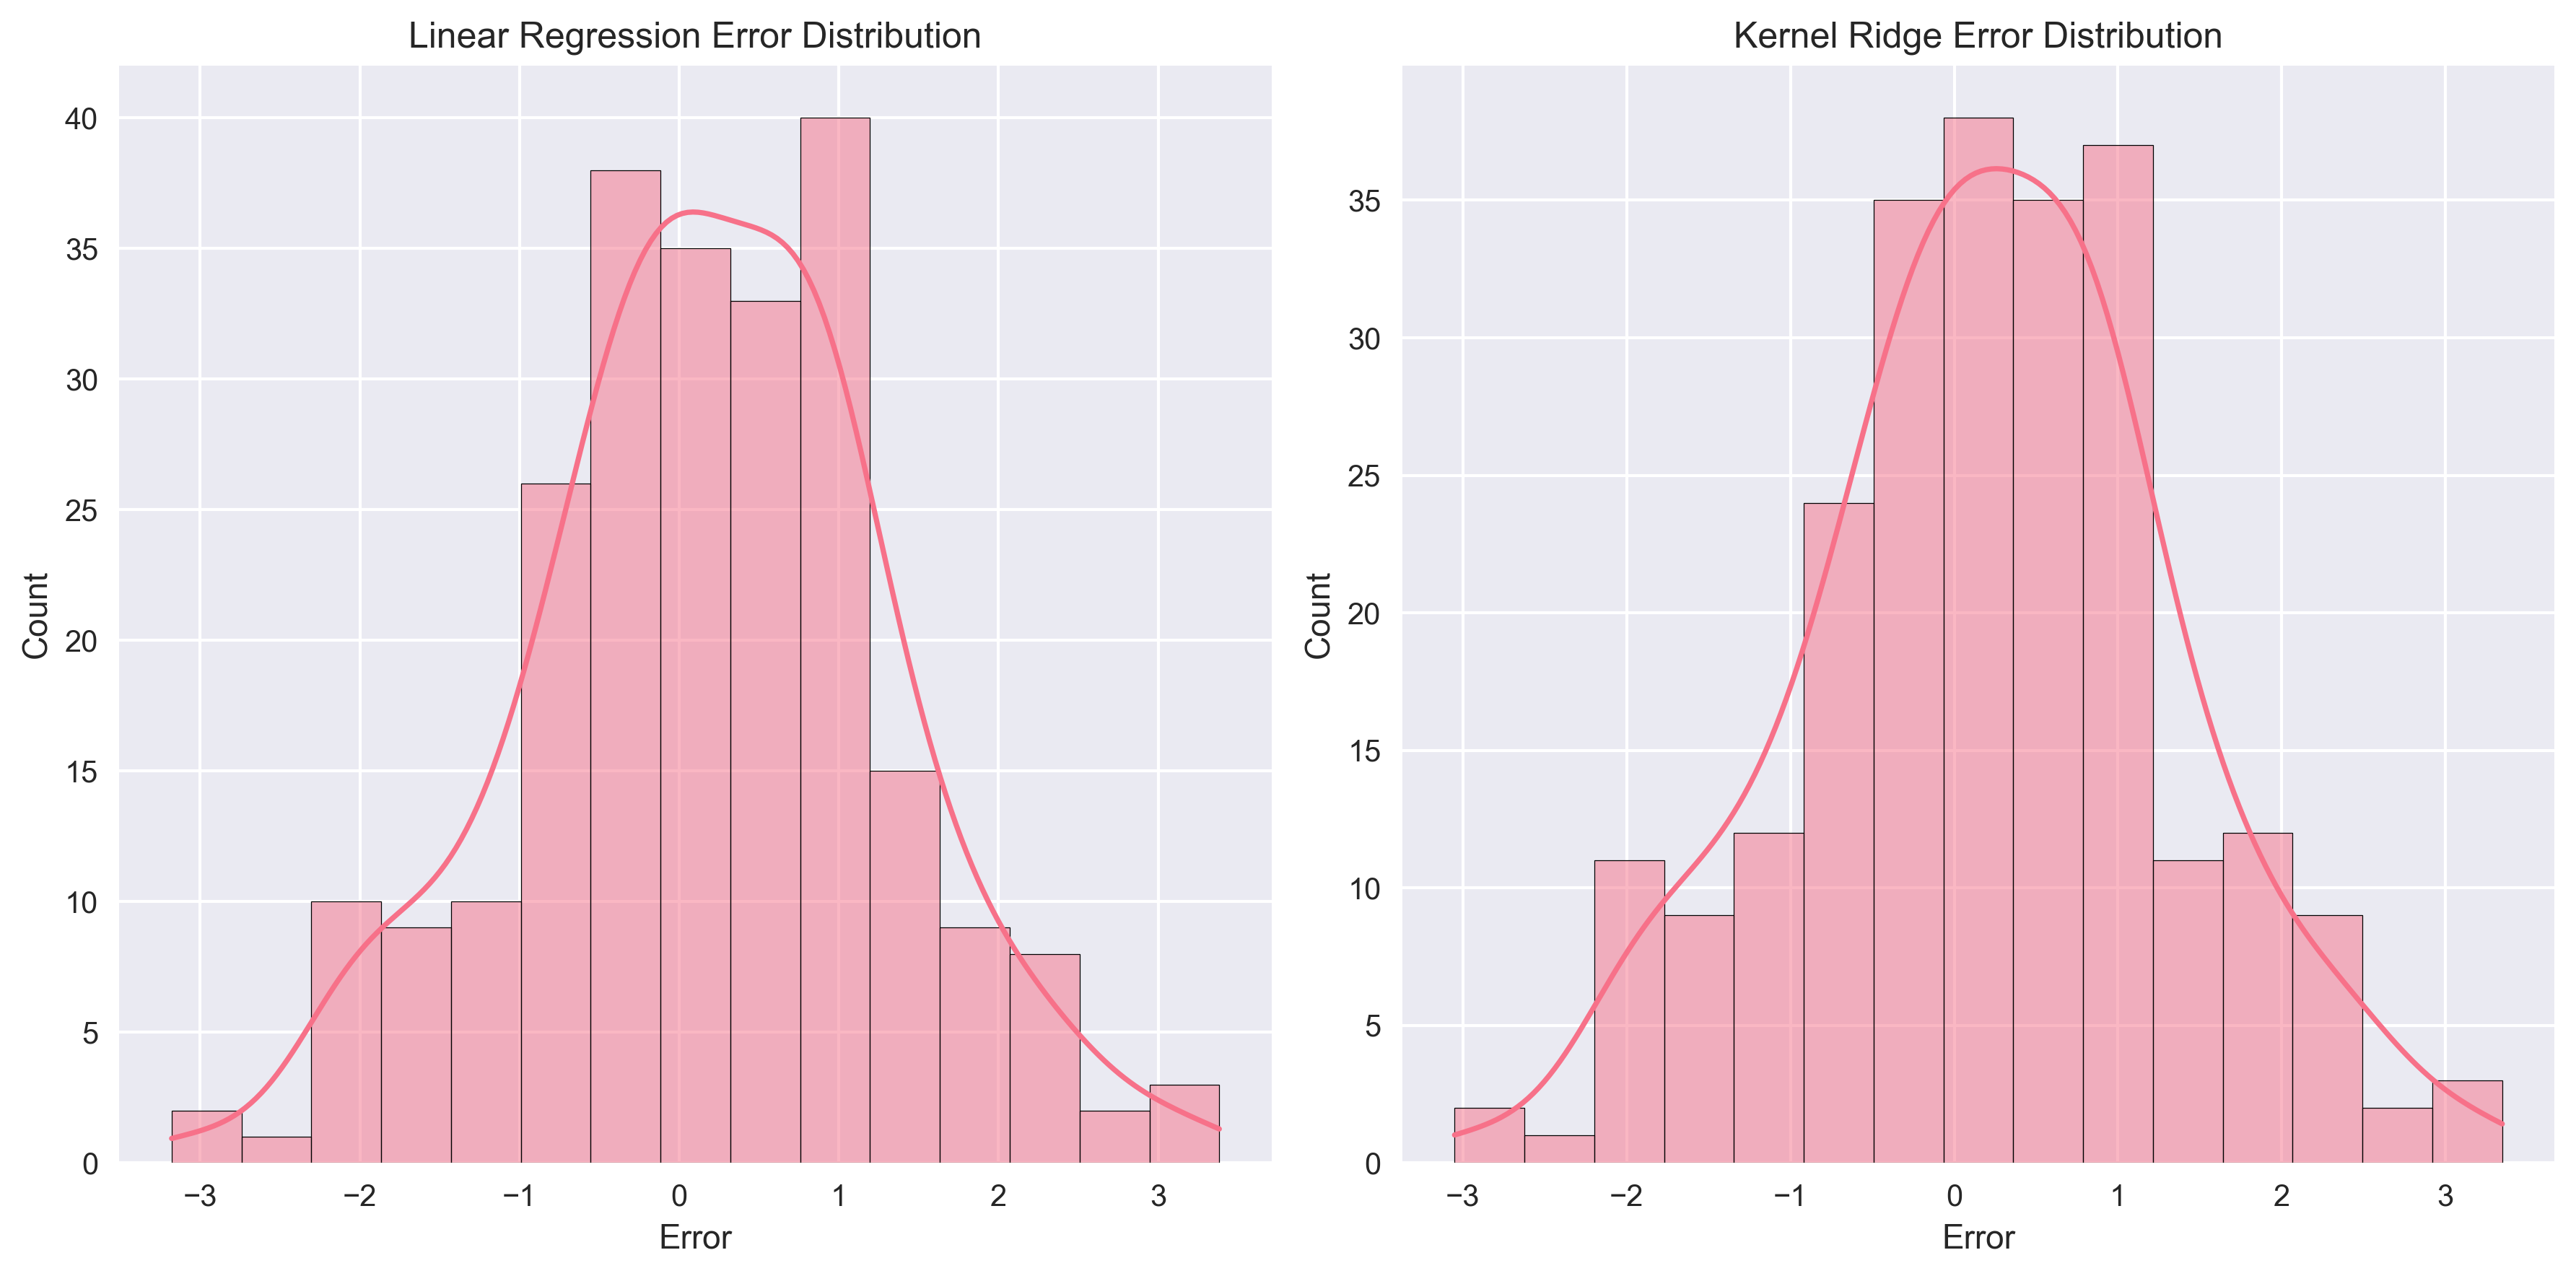 Linear Regression Error Distribution
Count
40
35
30
25
20
15
10
5
0
−3 −2 −1 0 1 2 3
Error
Kernel Ridge Error Distribution
Count
35
30
25
20
15
10
5
0
−3 −2 −1 0 1 2 3
Error